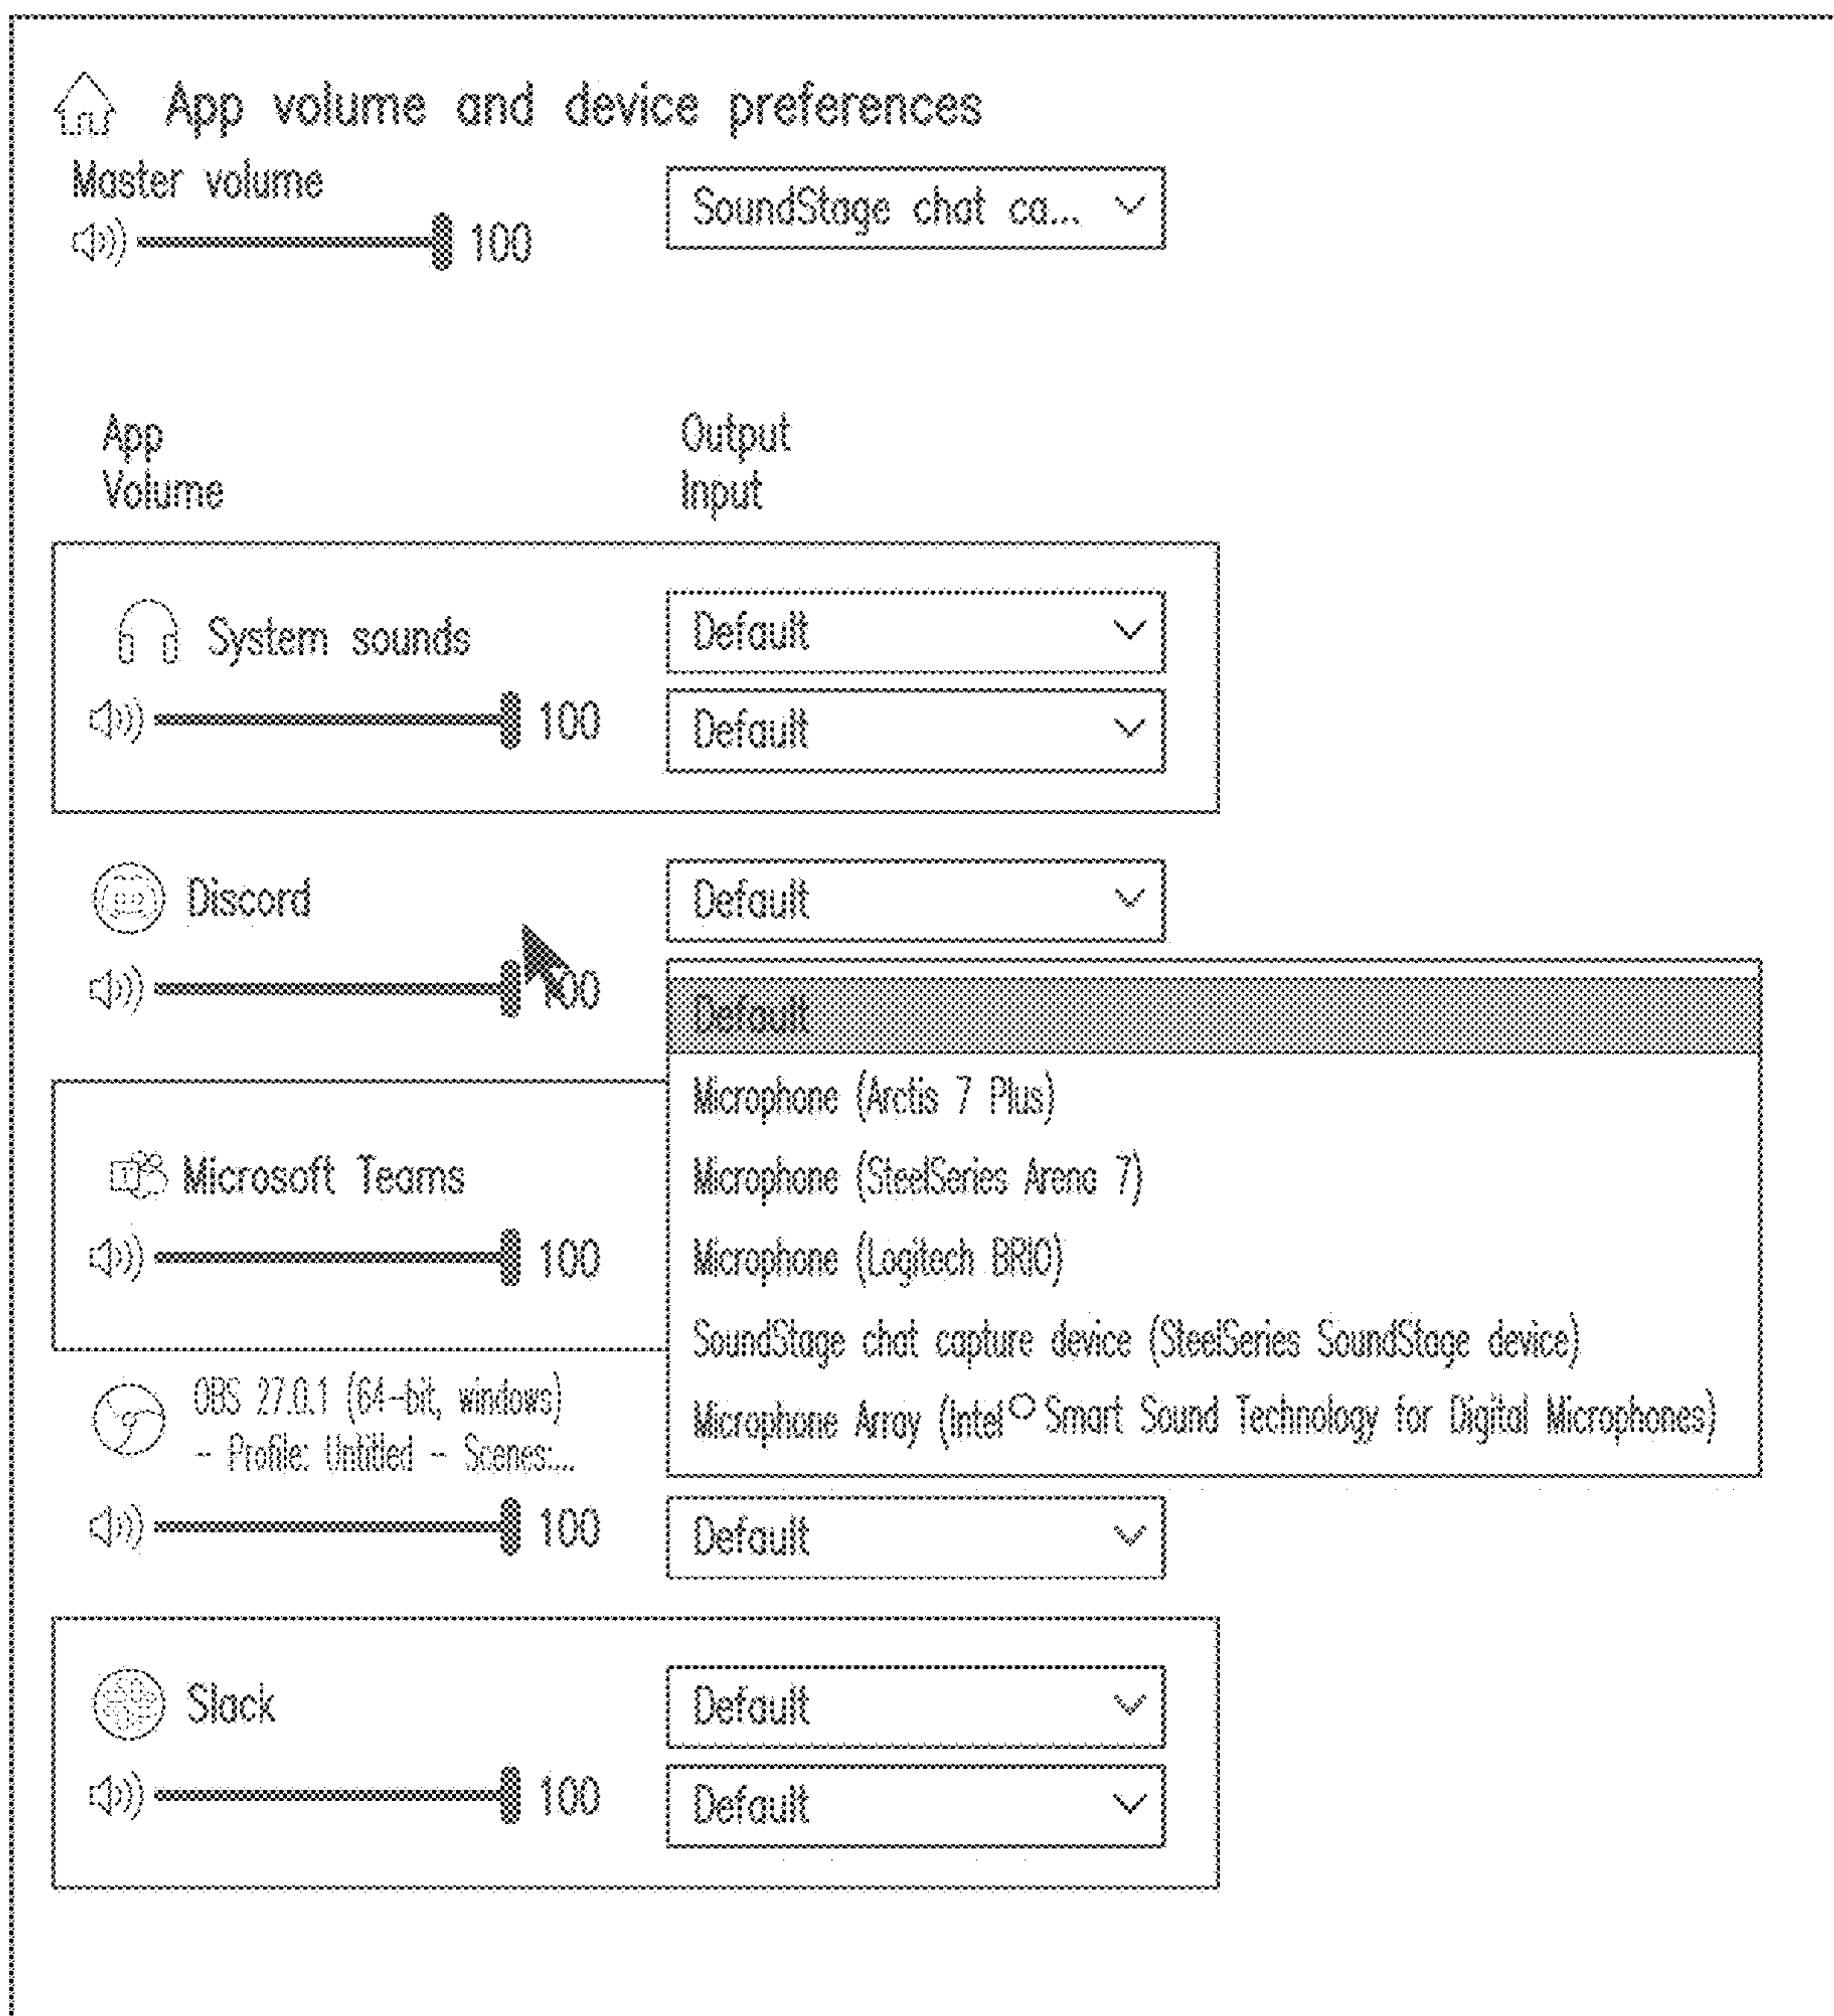 App volume and device preferences
Master volume
100
SoundStage chat ca...
App
Volume
Output
Input
System sounds
Default
100
Default
Discord
Default
100
Default
Microphone (Arctis 7 Plus)
Microphone (SteelSeries Arena 7)
Microphone (Logitech BRIO)
SoundStage chat capture device (SteelSeries SoundStage device)
Microphone Array (Intel○ Smart Sound Technology for Digital Microphones)
Microsoft Teams
100
OBS 27.0.1 (64-bit, windows)
- Profile: Untitled - Scenes:...
100
Default
Slack
Default
100
Default